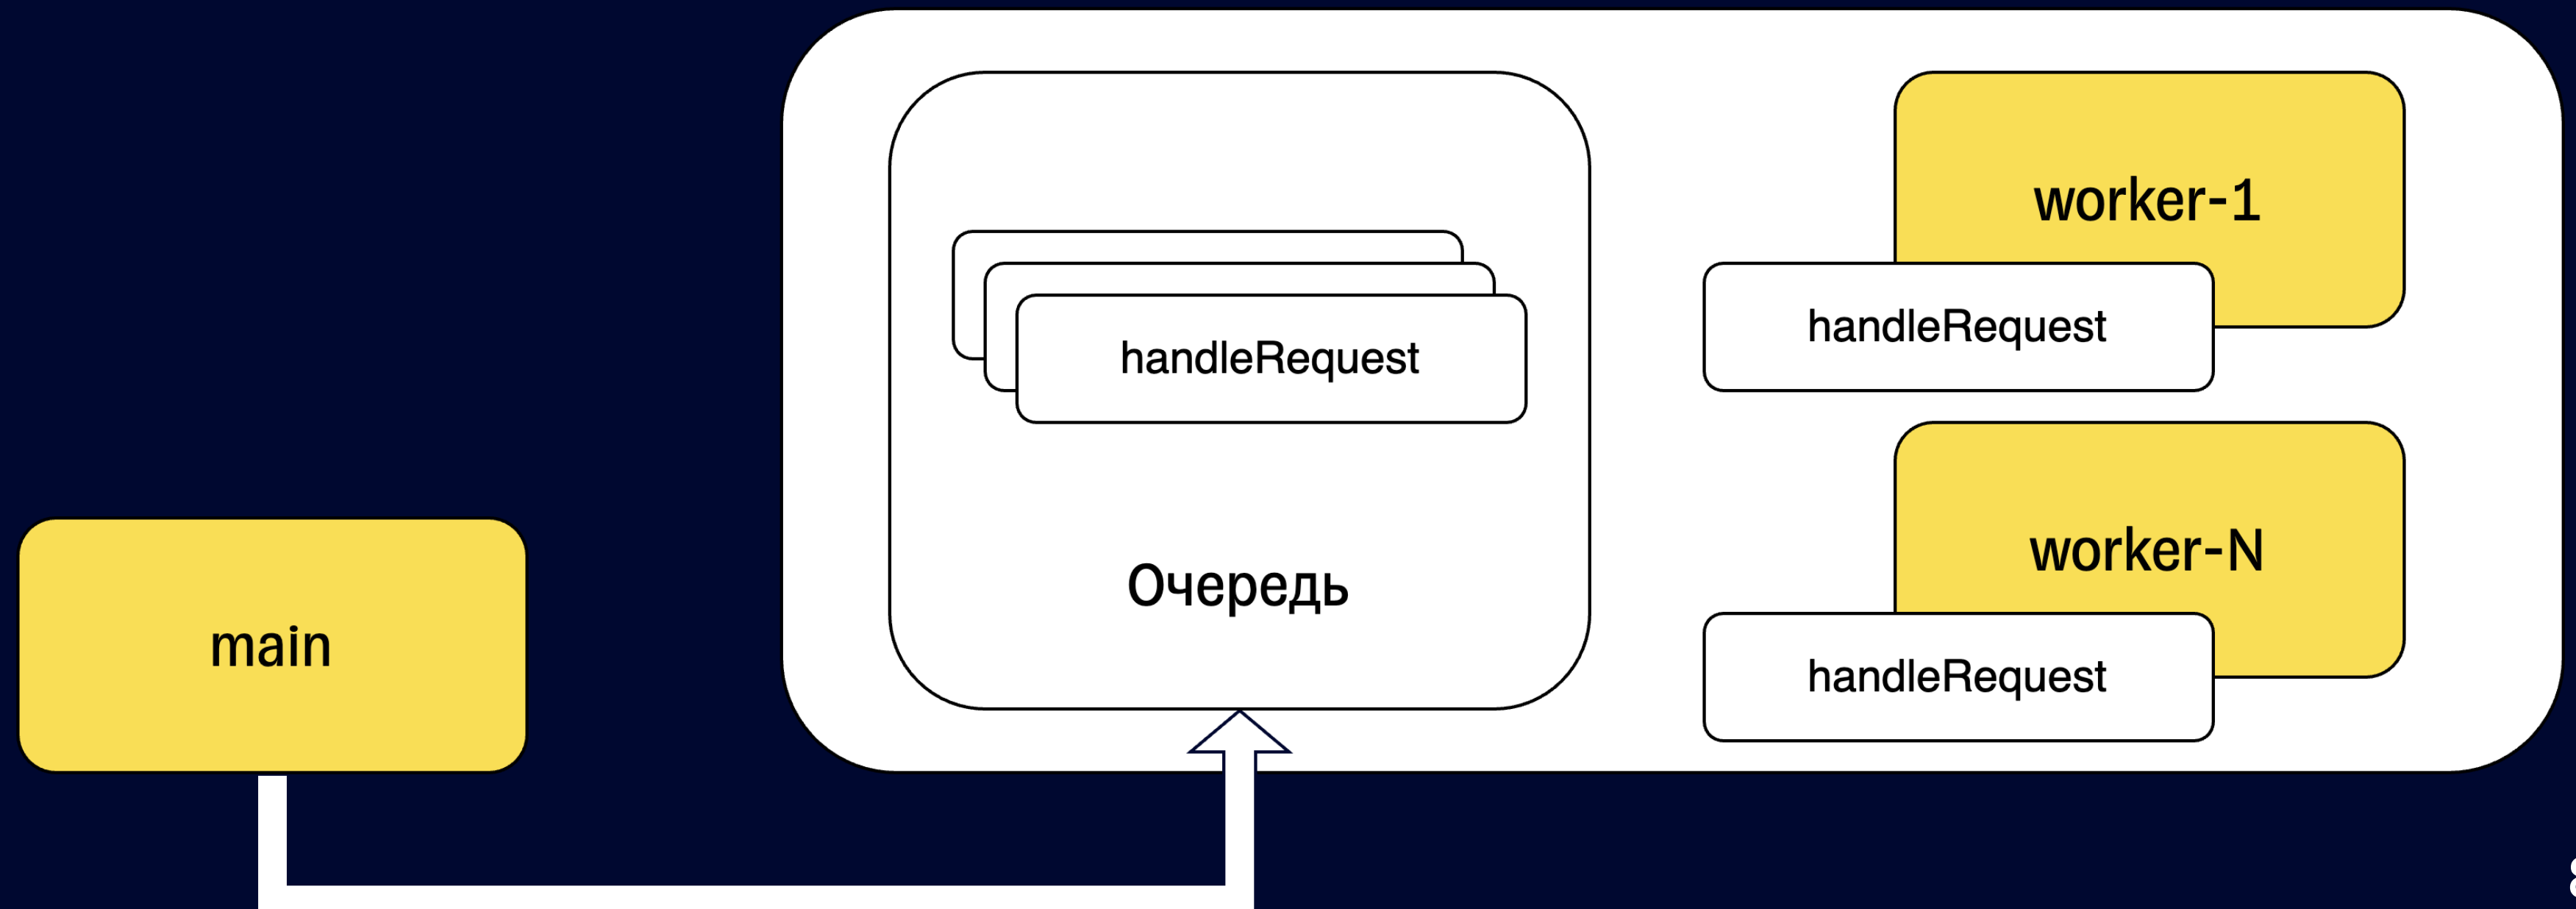 worker-1
handleRequest
handleRequest
worker-N
Очередь
main
handleRequest